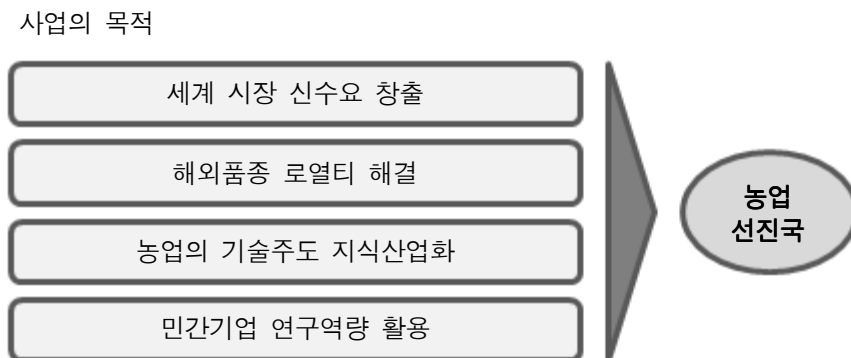 사업의 목적
세계 시장 신수요 창출
해외품종 로열티 해결
농업의 기술주도 지식산업화
민간기업 연구역량 활용
농업
선진국